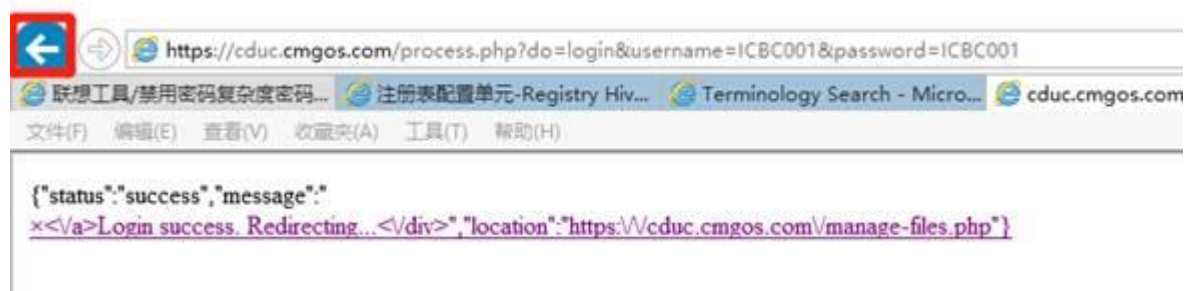 https://cduc.cmgos.com/process.php?do=login&username=ICBC001&password=ICBC001
联想工具/禁用密码复杂度密码... 注册表配置单元-Registry Hiv... Terminology Search - Micro... cduc.cmgos.com
文件(F) 编辑(E) 查看(V) 收藏夹(A) 工具(T) 帮助(H)
{"status":"success","message":"
×<\/a>Login success. Redirecting...<\/div>","location":"https:\/\/cduc.cmgos.com\/manage-files.php"}